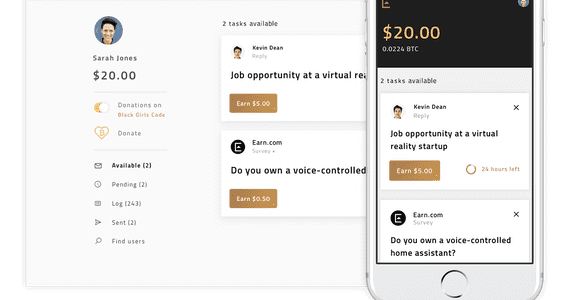 Sarah Jones
$20.00
Donations on
Black Girls Code
Donate
Available (2)
Pending (2)
Log (243)
Sent (2)
Find users
2 tasks available
Kevin Dean
Reply
Job opportunity at a virtual rea
Earn $5.00
Earn.com
Survey •
Do you own a voice-controlled
Earn $0.50
$20.00
0.0224 BTC
2 tasks available
Kevin Dean
Reply
Job opportunity at a virtual
reality startup
Earn $5.00
24 hours left
Earn.com
Survey
Do you own a voice-controlled
home assistant?